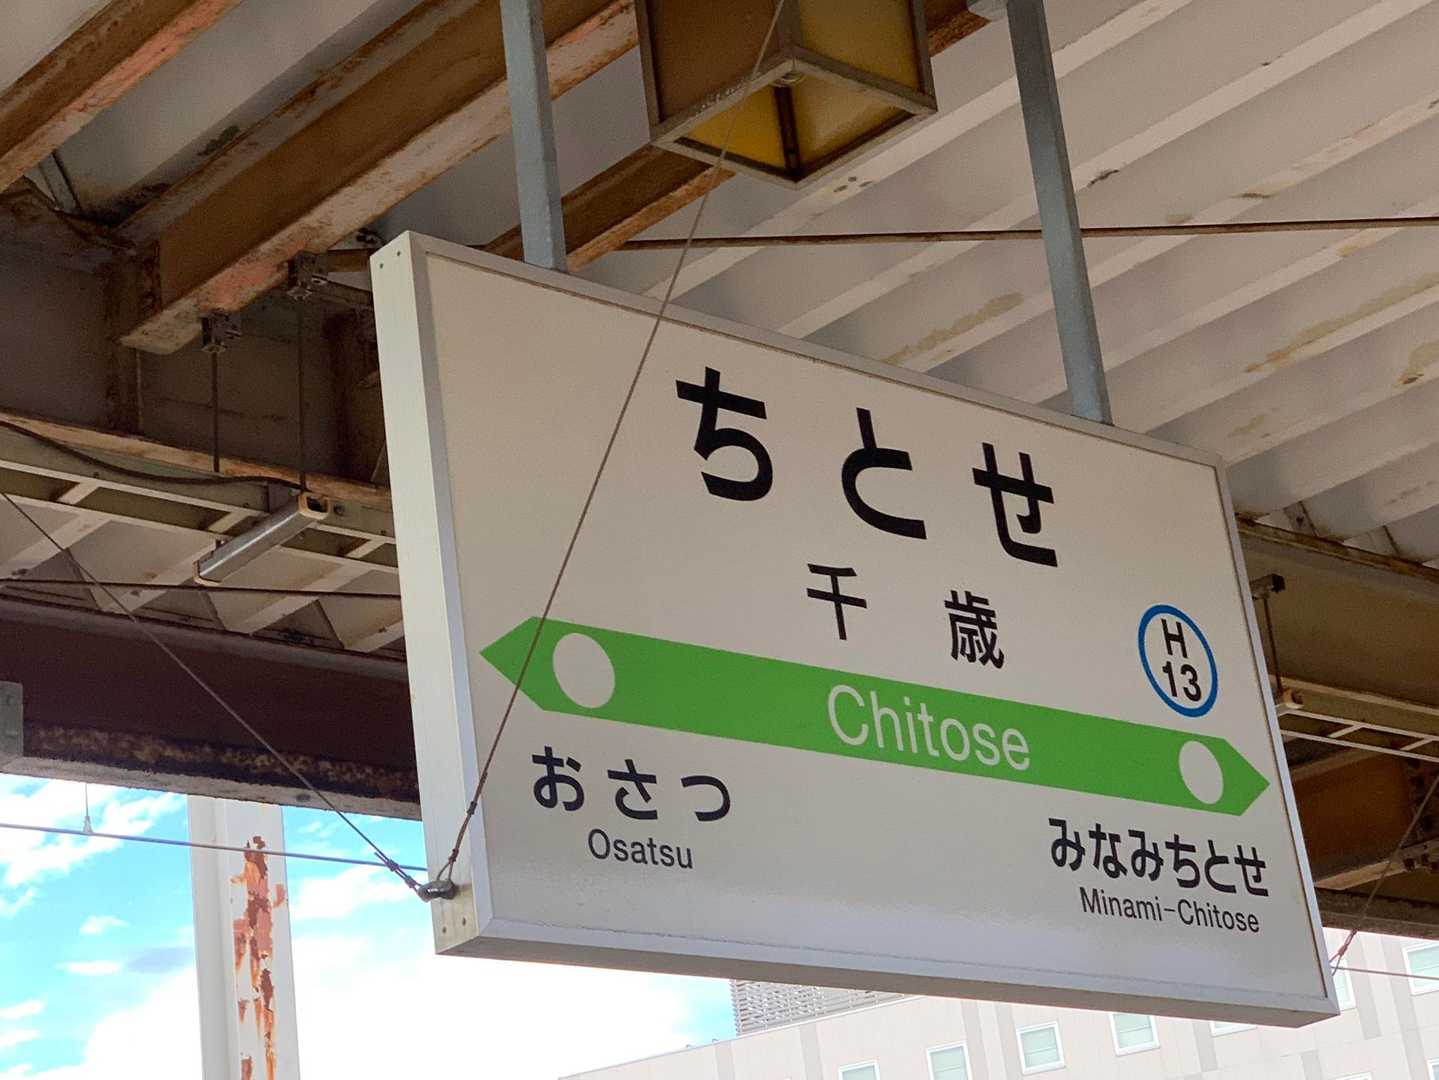 ちとせ
千歳
H
13
Chitose
おさつ
Osatsu
みなみちとせ
Minami-Chitose